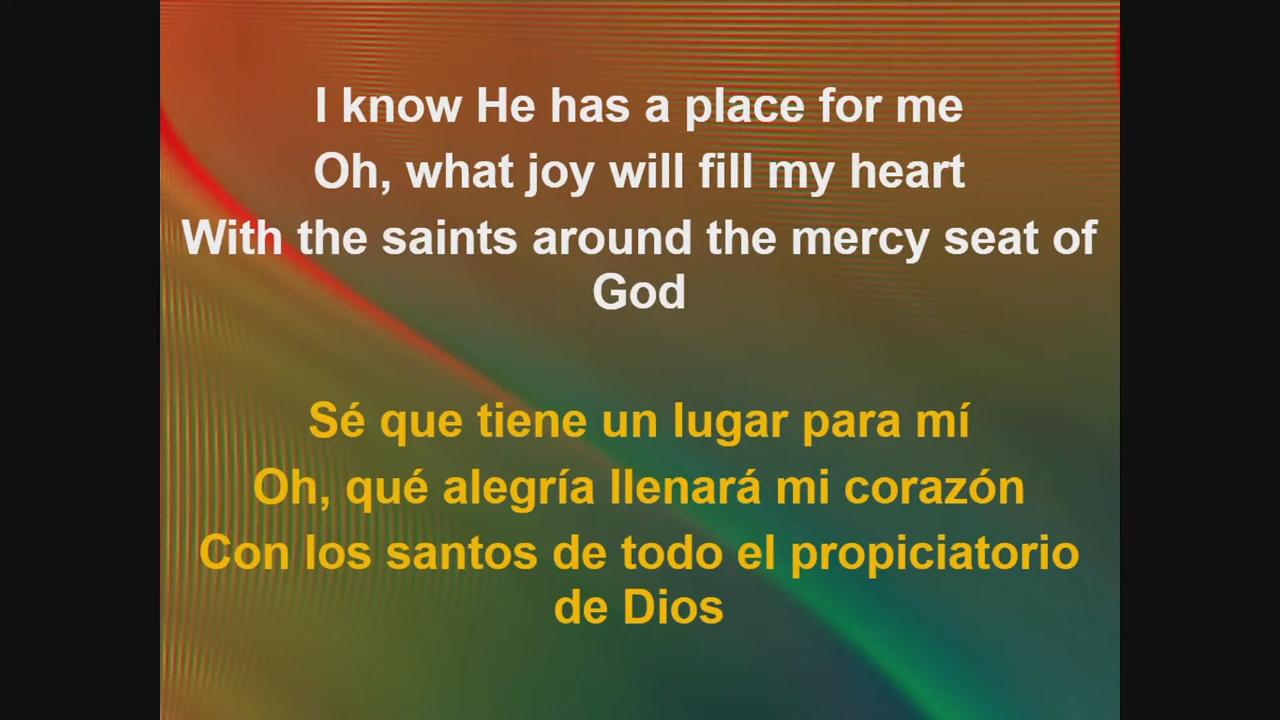 I know He has a place for me
Oh, what joy will fill my heart
With the saints around the mercy seat of
God
Sé que tiene un lugar para mí
Oh, qué alegría llenará mi corazón
Con los santos de todo el propiciatorio
de Dios